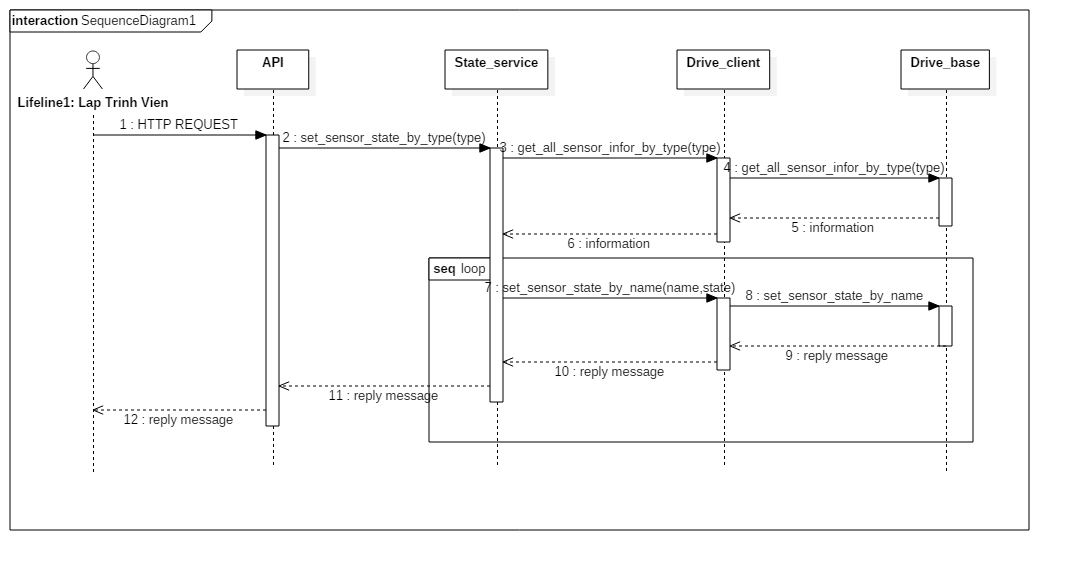 interaction SequenceDiagram1
API
State_service
Drive_client
Drive_base
Lifeline1: Lap Trinh Vien
1 : HTTP REQUEST
2 : set_sensor_state_by_type(type)
3 : get_all_sensor_infor_by_type(type)
4 : get_all_sensor_infor_by_type(type)
5 : information
6 : information
seq loop
7 : set_sensor_state_by_name(name,state)
8 : set_sensor_state_by_name
9 : reply message
10 : reply message
11 : reply message
12 : reply message